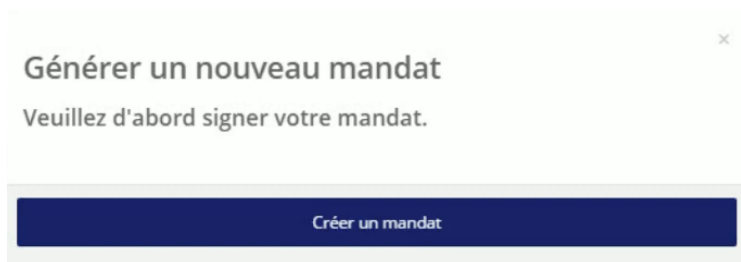 Générer un nouveau mandat
Veuillez d'abord signer votre mandat.
Créer un mandat